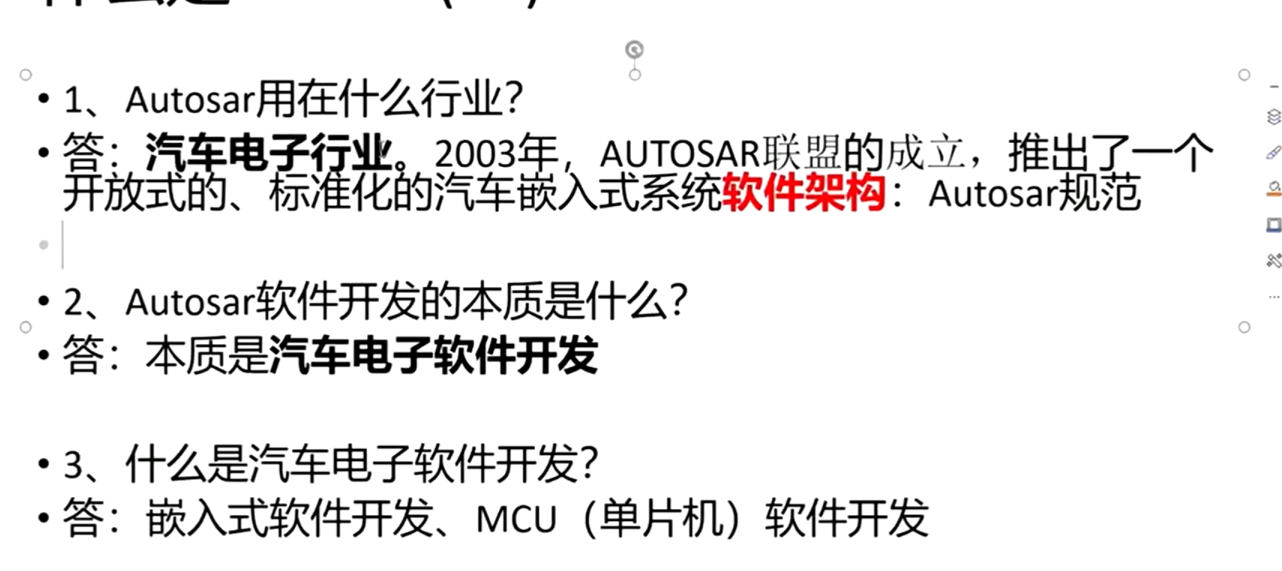 • 1、Autosar用在什么行业？
• 答：汽车电子行业。2003年，AUTOSAR联盟的成立，推出了一个
开放式的、标准化的汽车嵌入式系统软件架构：Autosar规范
• 2、Autosar软件开发的本质是什么？
• 答：本质是汽车电子软件开发
• 3、什么是汽车电子软件开发？
• 答：嵌入式软件开发、MCU（单片机）软件开发